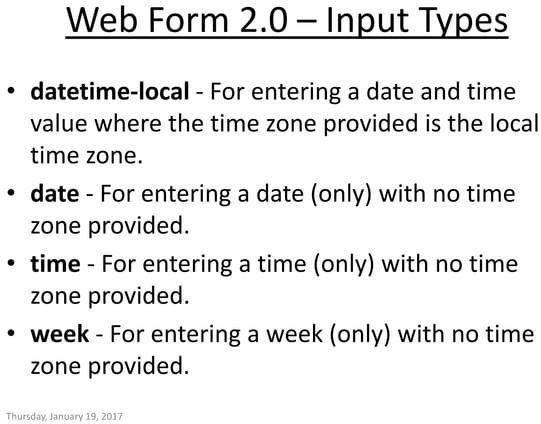 Web Form 2.0 – Input Types
• datetime-local - For entering a date and time
value where the time zone provided is the local
time zone.
• date - For entering a date (only) with no time
zone provided.
• time - For entering a time (only) with no time
zone provided.
• week - For entering a week (only) with no time
zone provided.
Thursday, January 19, 2017